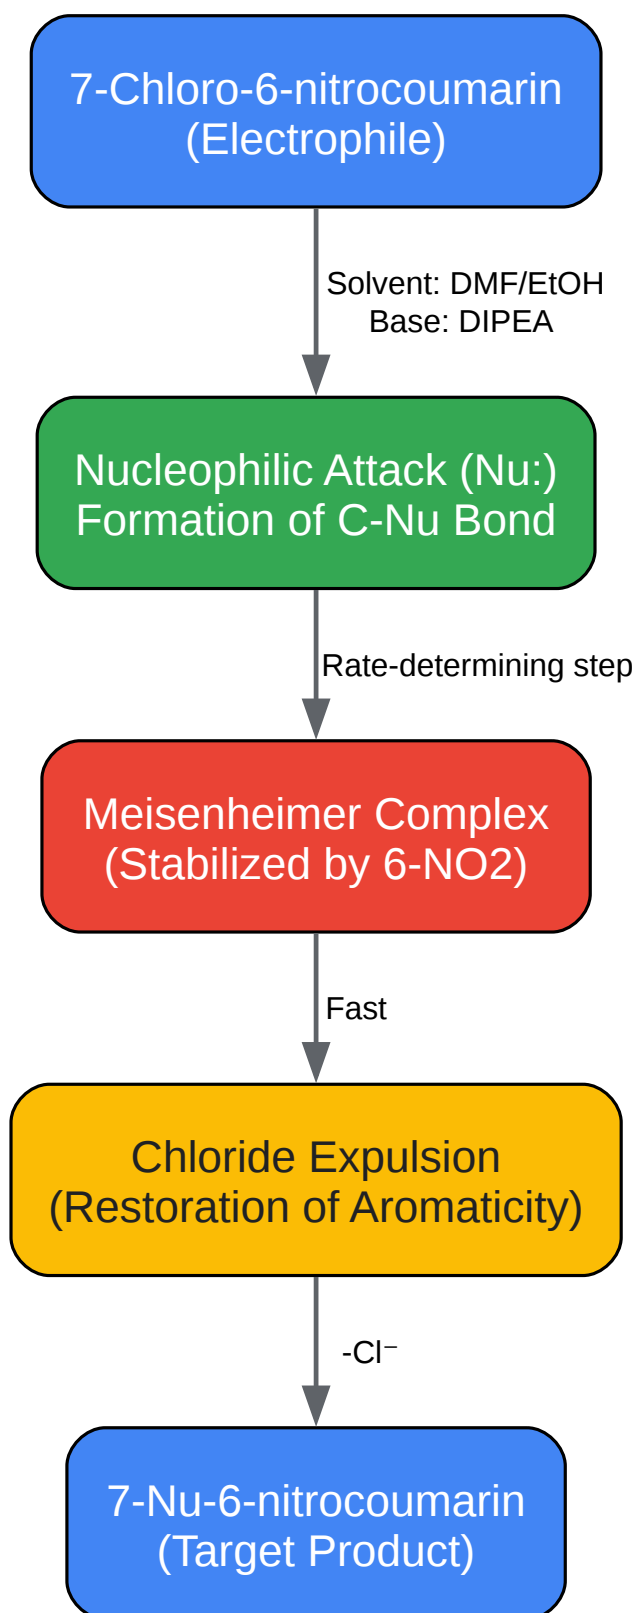 7-Chloro-6-nitrocoumarin
(Electrophile)
Solvent: DMF/EtOH
Base: DIPEA
Nucleophilic Attack (Nu:)
Formation of C-Nu Bond
Rate-determining step
Meisenheimer Complex
(Stabilized by 6-NO2)
Fast
Chloride Expulsion
(Restoration of Aromaticity)
-Cl⁻
7-Nu-6-nitrocoumarin
(Target Product)